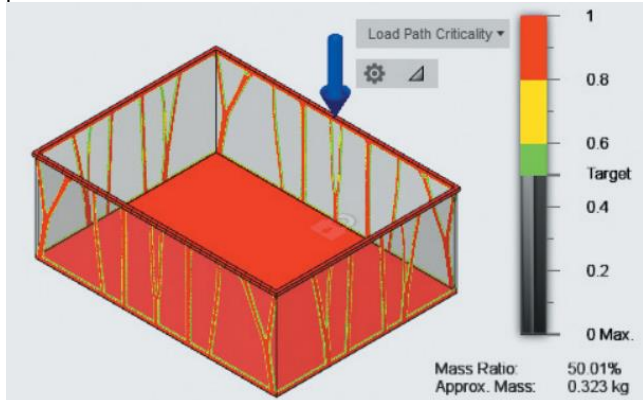 Load Path Criticality
1
0.8
0.6
Target
0.4
0.2
0 Max.
Mass Ratio: 50.01%
Approx. Mass: 0.323 kg